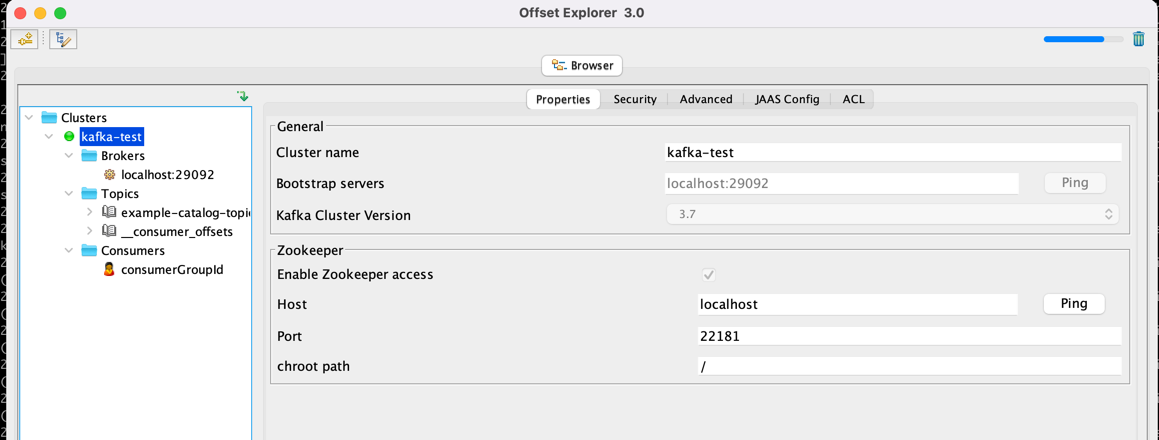 Offset Explorer 3.0
Browser
Clusters
kafka-test
Brokers
localhost:29092
Topics
example-catalog-topi
__consumer_offsets
Consumers
consumerGroupId
Properties Security Advanced JAAS Config ACL
General
Cluster name kafka-test
Bootstrap servers localhost:29092 Ping
Kafka Cluster Version 3.7
Zookeeper
Enable Zookeeper access
Host localhost Ping
Port 22181
chroot path /